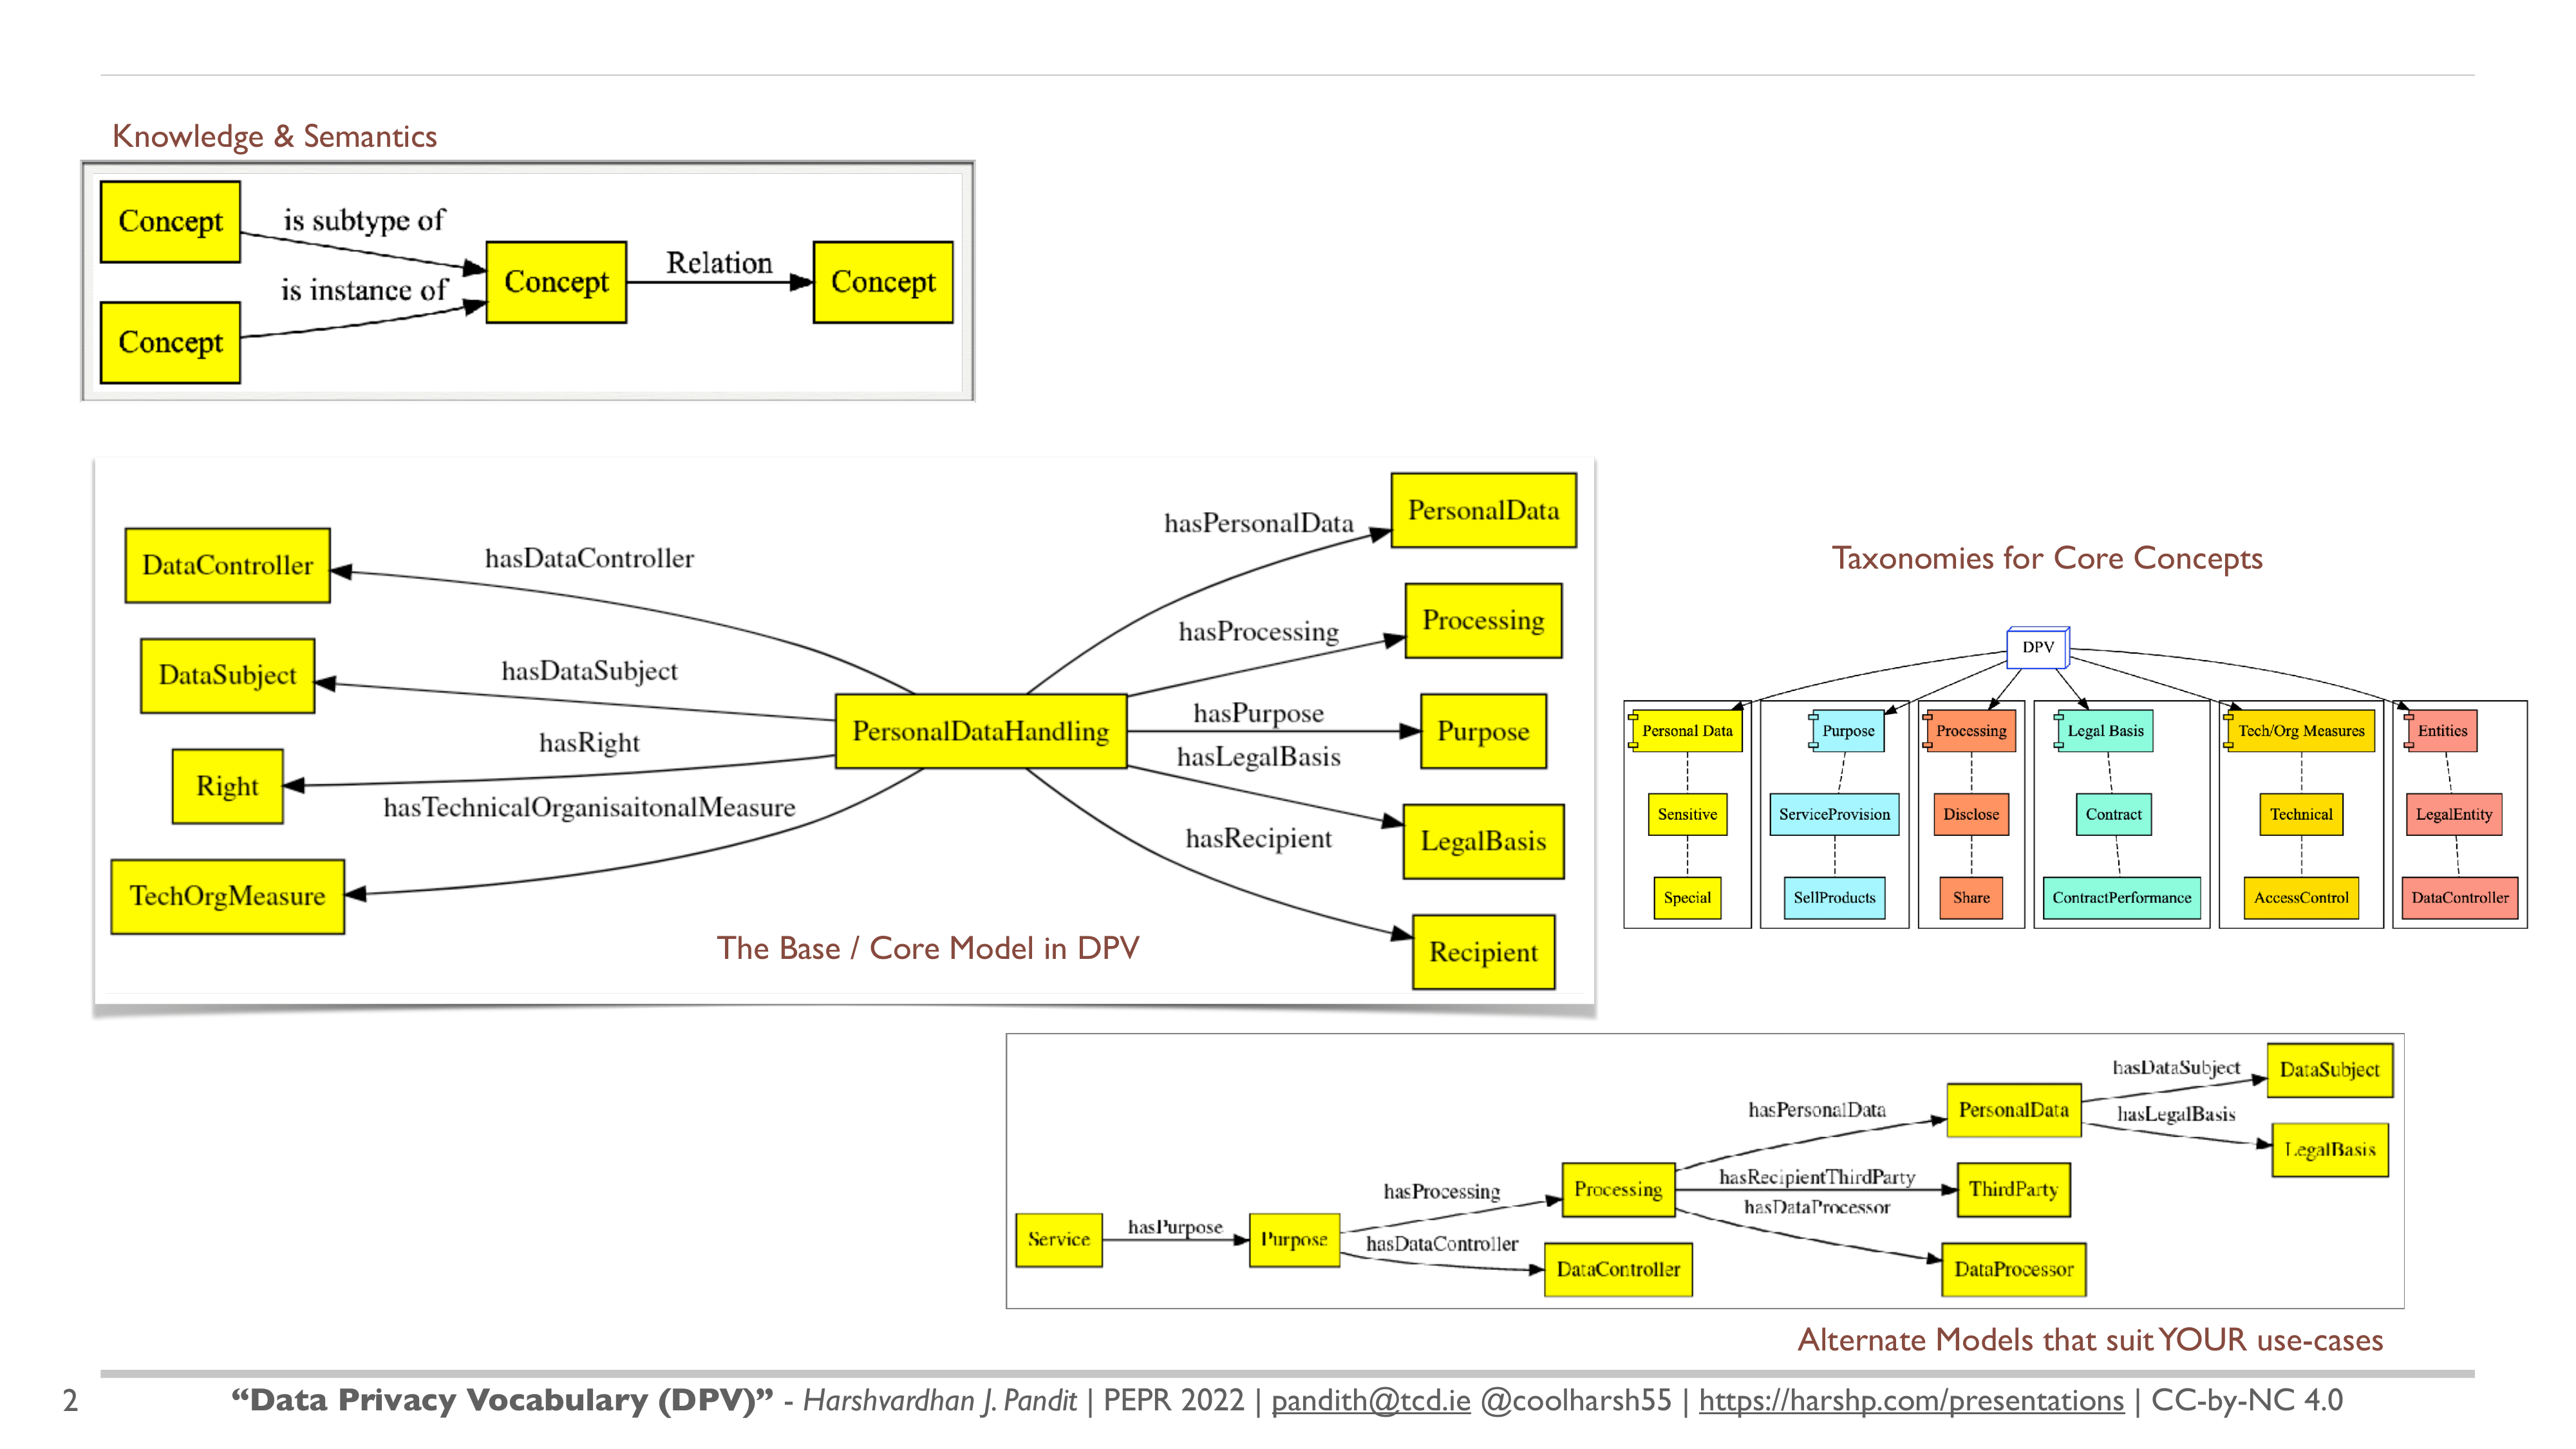 Knowledge & Semantics
Concept
is subtype of
Concept
Relation
Concept
is instance of
Concept
hasPersonalData
PersonalData
DataController
hasDataController
hasProcessing
Processing
DataSubject
hasDataSubject
PersonalDataHandling
hasPurpose
Purpose
hasRight
Right
hasLegalBasis
LegalBasis
hasTechnicalOrganisaitonalMeasure
TechOrgMeasure
hasRecipient
Recipient
The Base / Core Model in DPV
Taxonomies for Core Concepts
DPV
Personal Data
Purpose
Processing
Legal Basis
Tech/Org Measures
Entities
Sensitive
ServiceProvision
Disclose
Contract
Technical
LegalEntity
Special
SellProducts
Share
ContractPerformance
AccessControl
DataController
Service
hasPurpose
Purpose
hasProcessing
Processing
hasDataController
DataController
hasPersonalData
PersonalData
hasRecipientThirdParty
ThirdParty
hasDataProcessor
DataProcessor
hasDataSubject
DataSubject
hasLegalBasis
LegalBasis
Alternate Models that suit YOUR use-cases
2 “Data Privacy Vocabulary (DPV)” - Harshvardhan J. Pandit | PEPR 2022 | pandith@tcd.ie @coolharsh55 | https://harshp.com/presentations | CC-by-NC 4.0